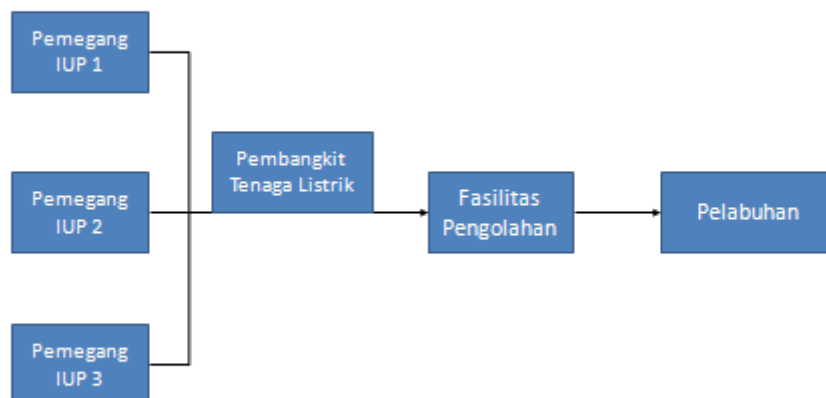 Pemegang
IUP 1
Pembangkit
Tenaga Listrik
Pemegang
IUP 2
Fasilitas
Pengolahan
Pelabuhan
Pemegang
IUP 3